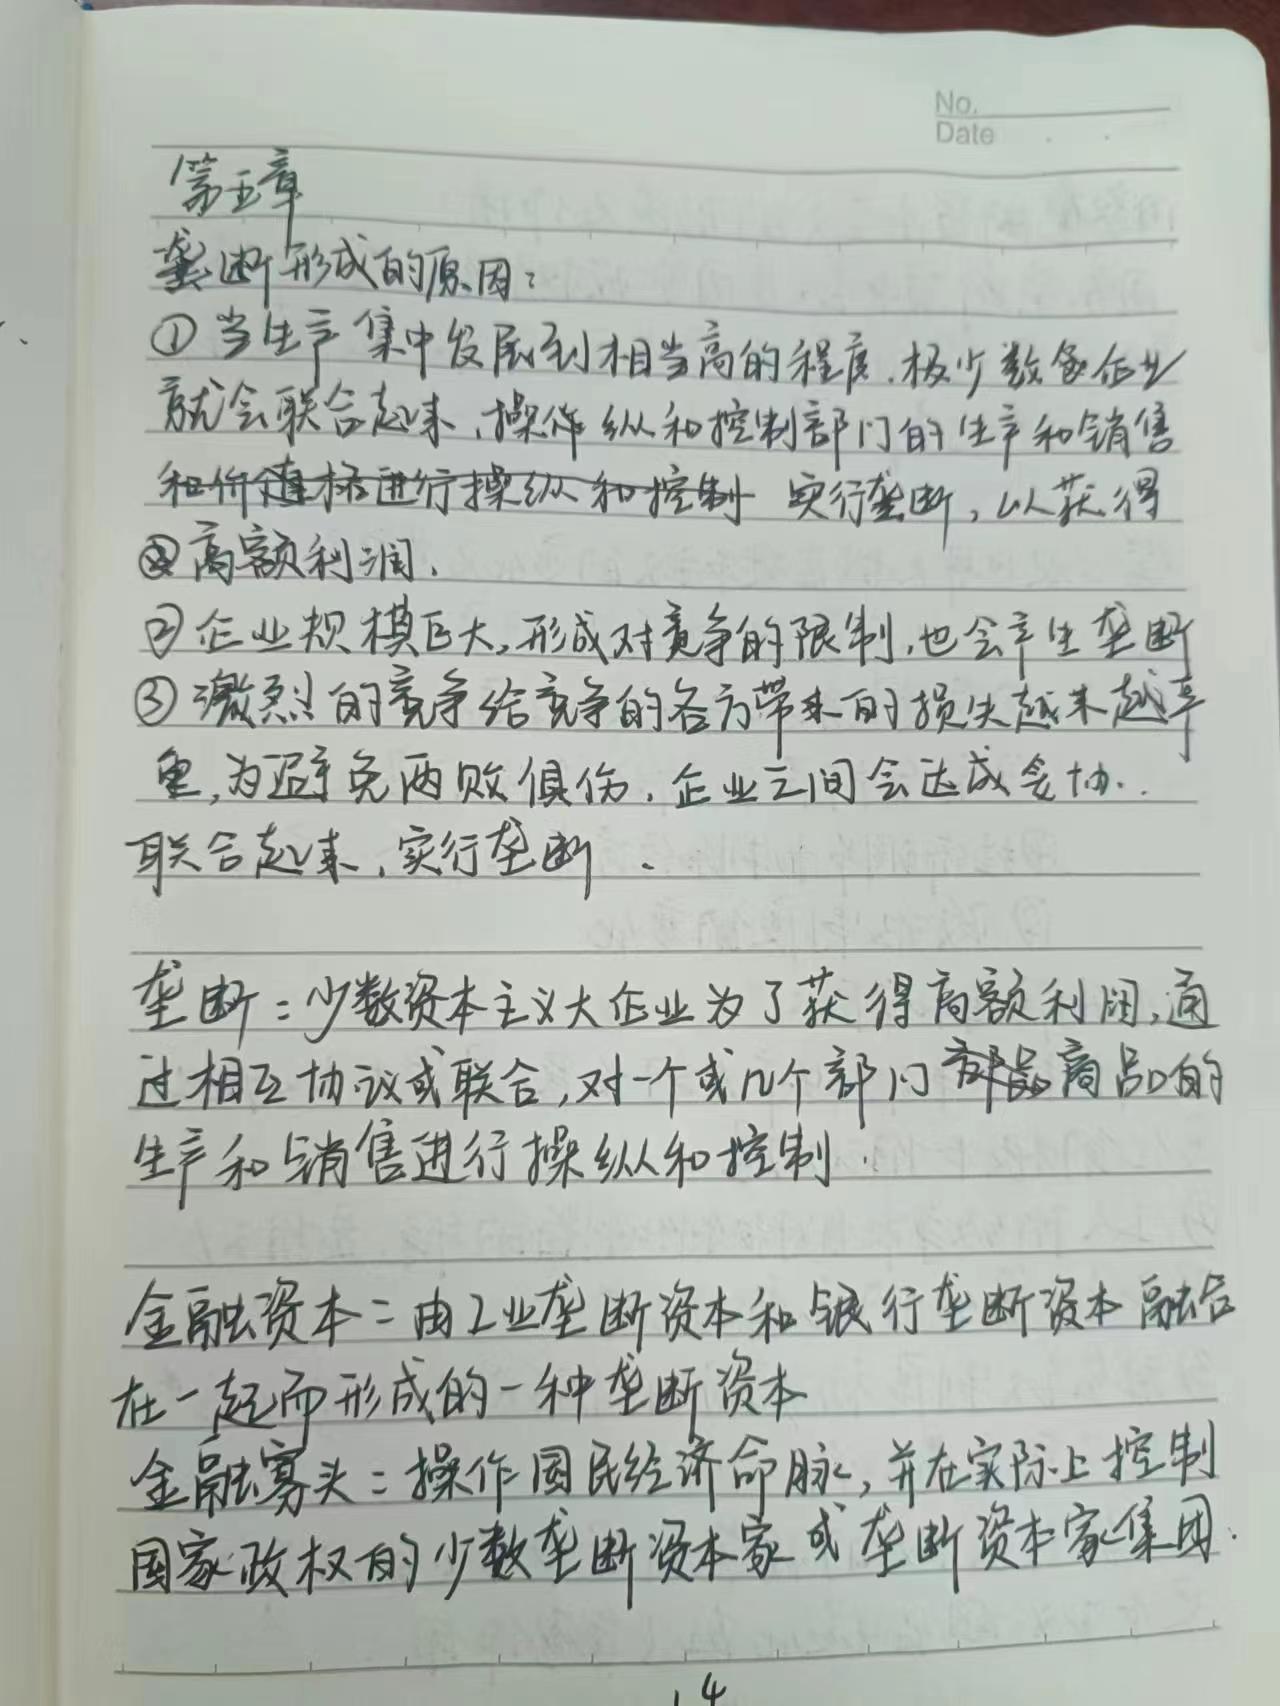 No.
Date
第五章
垄断形成的原因：
①当生产集中发展到相当高的程度，极少数企业
就会联合起来，操作纵和控制部门的生产和销售
和价值格进行操纵和控制 实行垄断，以获得
高额利润.
②企业规模巨大，形成对竞争的限制，也会产生垄断
③激烈的竞争给竞争的各方带来的损失越来越严
重，为避免两败俱伤，企业之间会达成妥协.
联合起来，实行垄断.
垄断：少数资本主义大企业为了获得高额利润，通
过相互协议或联合，对一个或几个部门商品的
生产和销售进行操纵和控制.
金融资本：由工业垄断资本和银行垄断资本融合
在一起而形成的一种垄断资本
金融寡头：操作国民经济命脉，并在实际上控制
国家政权的少数垄断资本家或垄断资本家集团.
14